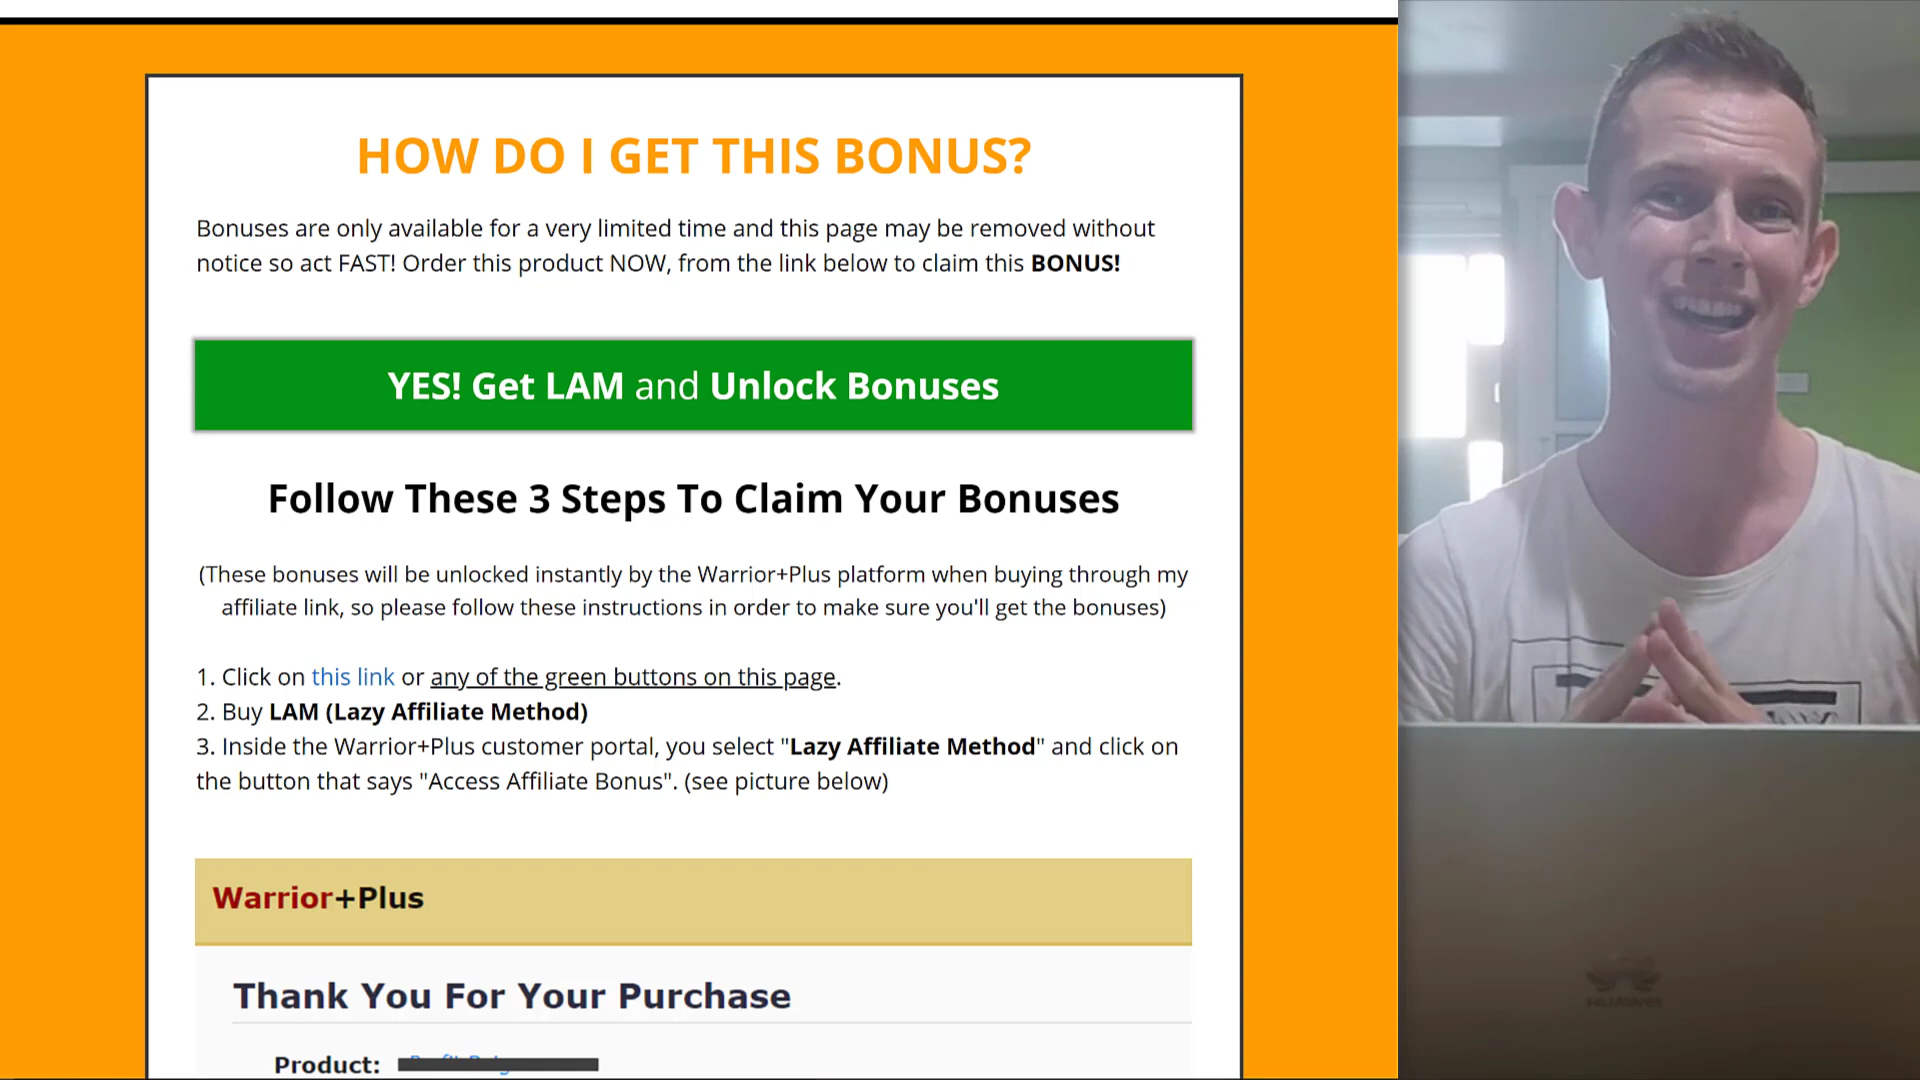 HOW DO I GET THIS BONUS?
Bonuses are only available for a very limited time and this page may be removed without
notice so act FAST! Order this product NOW, from the link below to claim this BONUS!
YES! Get LAM and Unlock Bonuses
Follow These 3 Steps To Claim Your Bonuses
(These bonuses will be unlocked instantly by the Warrior+Plus platform when buying through my
affiliate link, so please follow these instructions in order to make sure you'll get the bonuses)
1. Click on this link or any of the green buttons on this page.
2. Buy LAM (Lazy Affiliate Method)
3. Inside the Warrior+Plus customer portal, you select "Lazy Affiliate Method" and click on
the button that says "Access Affiliate Bonus". (see picture below)
Warrior+Plus
Thank You For Your Purchase
Product:
HUAWEI